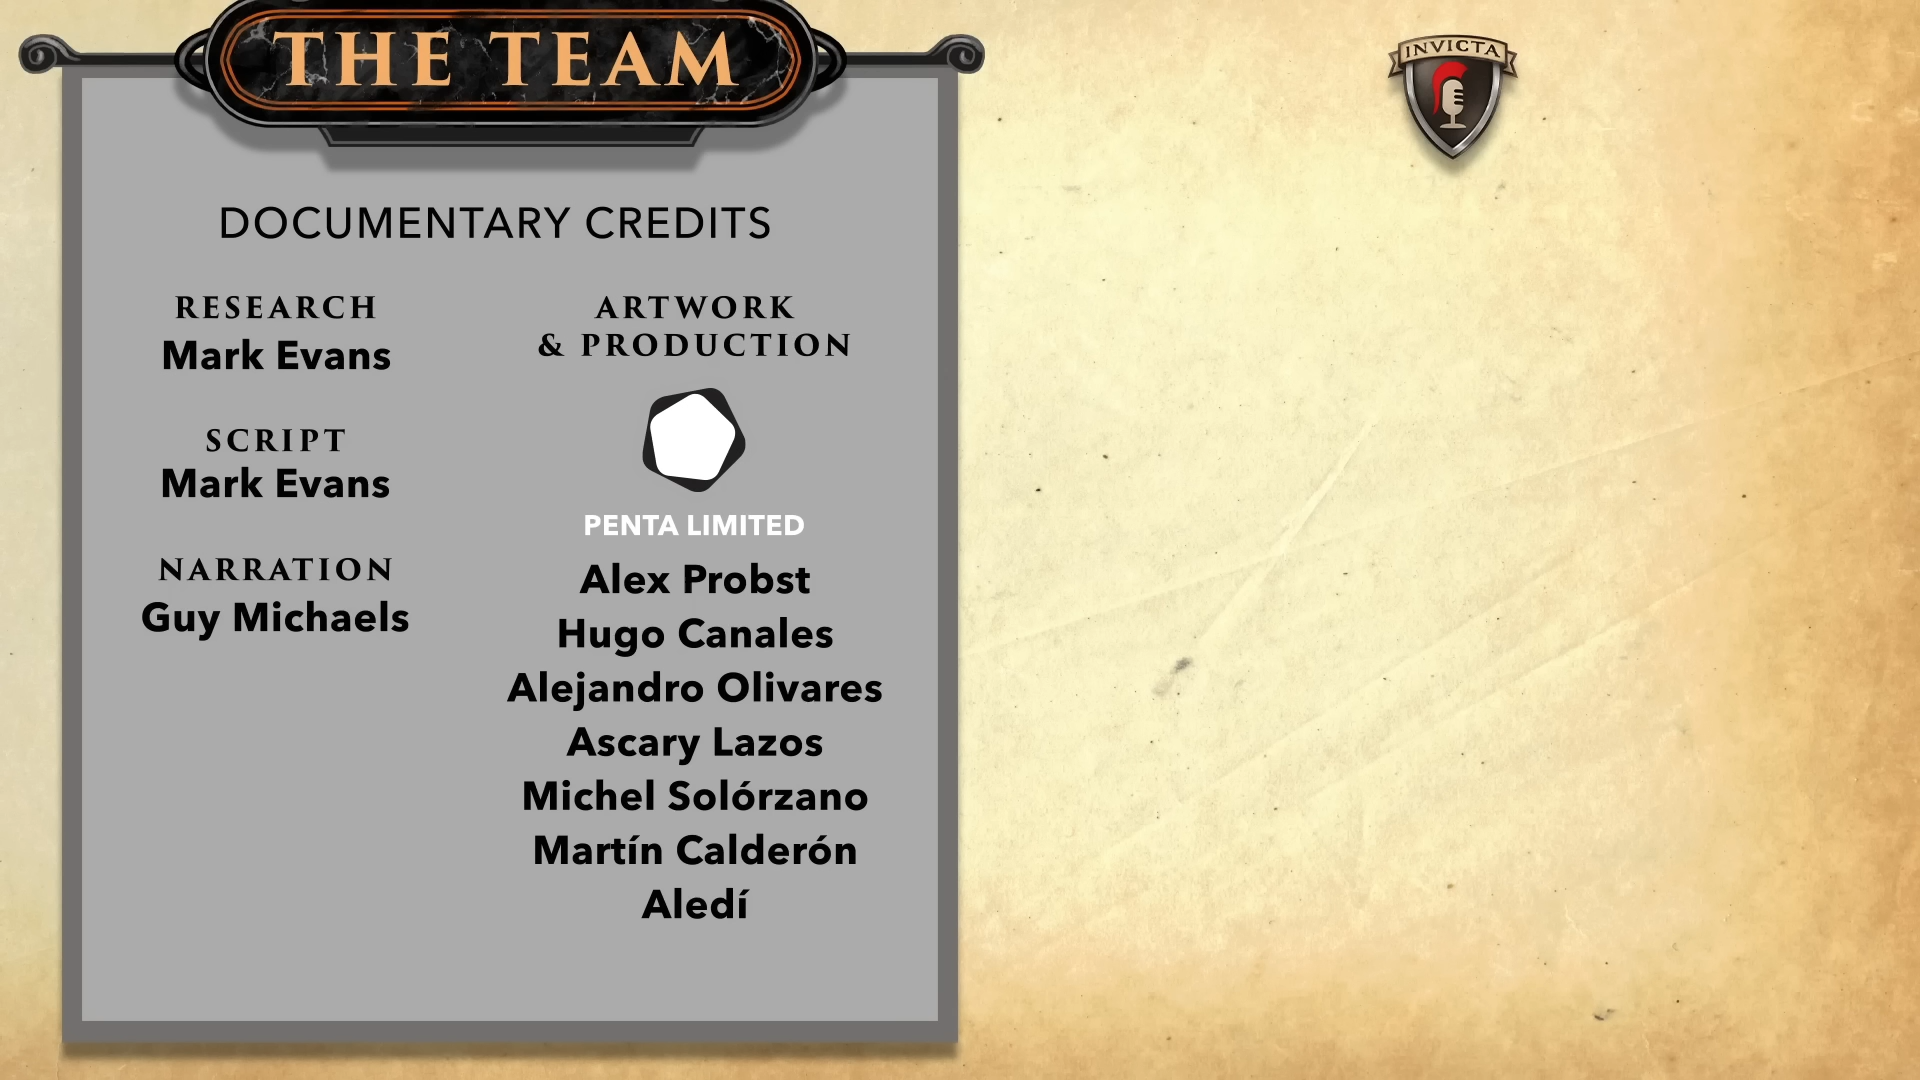 THE TEAM
INVICTA
DOCUMENTARY CREDITS
RESEARCH
Mark Evans
SCRIPT
Mark Evans
NARRATION
Guy Michaels
ARTWORK
& PRODUCTION
PENTA LIMITED
Alex Probst
Hugo Canales
Alejandro Olivares
Ascary Lazos
Michel Solórzano
Martín Calderón
Aledí